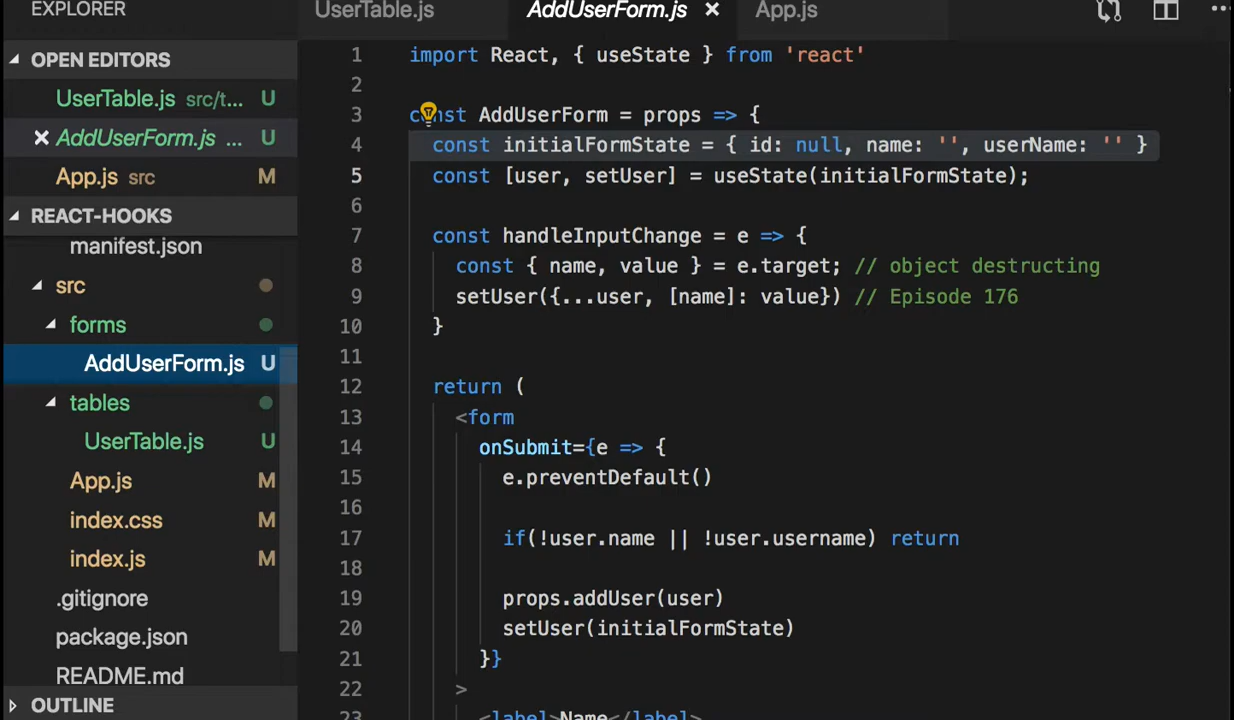 EXPLORER
OPEN EDITORS
UserTable.js src/t... U
AddUserForm.js ... U
App.js src M
REACT-HOOKS
manifest.json
src
forms
AddUserForm.js U
tables
UserTable.js U
App.js M
index.css M
index.js M
.gitignore
package.json
README.md
OUTLINE
UserTable.js AddUserForm.js App.js
1 import React, { useState } from 'react'
2
3 const AddUserForm = props => {
4 const initialFormState = { id: null, name: '', userName: '' }
5 const [user, setUser] = useState(initialFormState);
6
7 const handleInputChange = e => {
8 const { name, value } = e.target; // object destructing
9 setUser({...user, [name]: value}) // Episode 176
10 }
11
12 return (
13 <form
14 onSubmit={e => {
15 e.preventDefault()
16
17 if(!user.name || !user.username) return
18
19 props.addUser(user)
20 setUser(initialFormState)
21 }}
22 >
23 <label>Name</label>